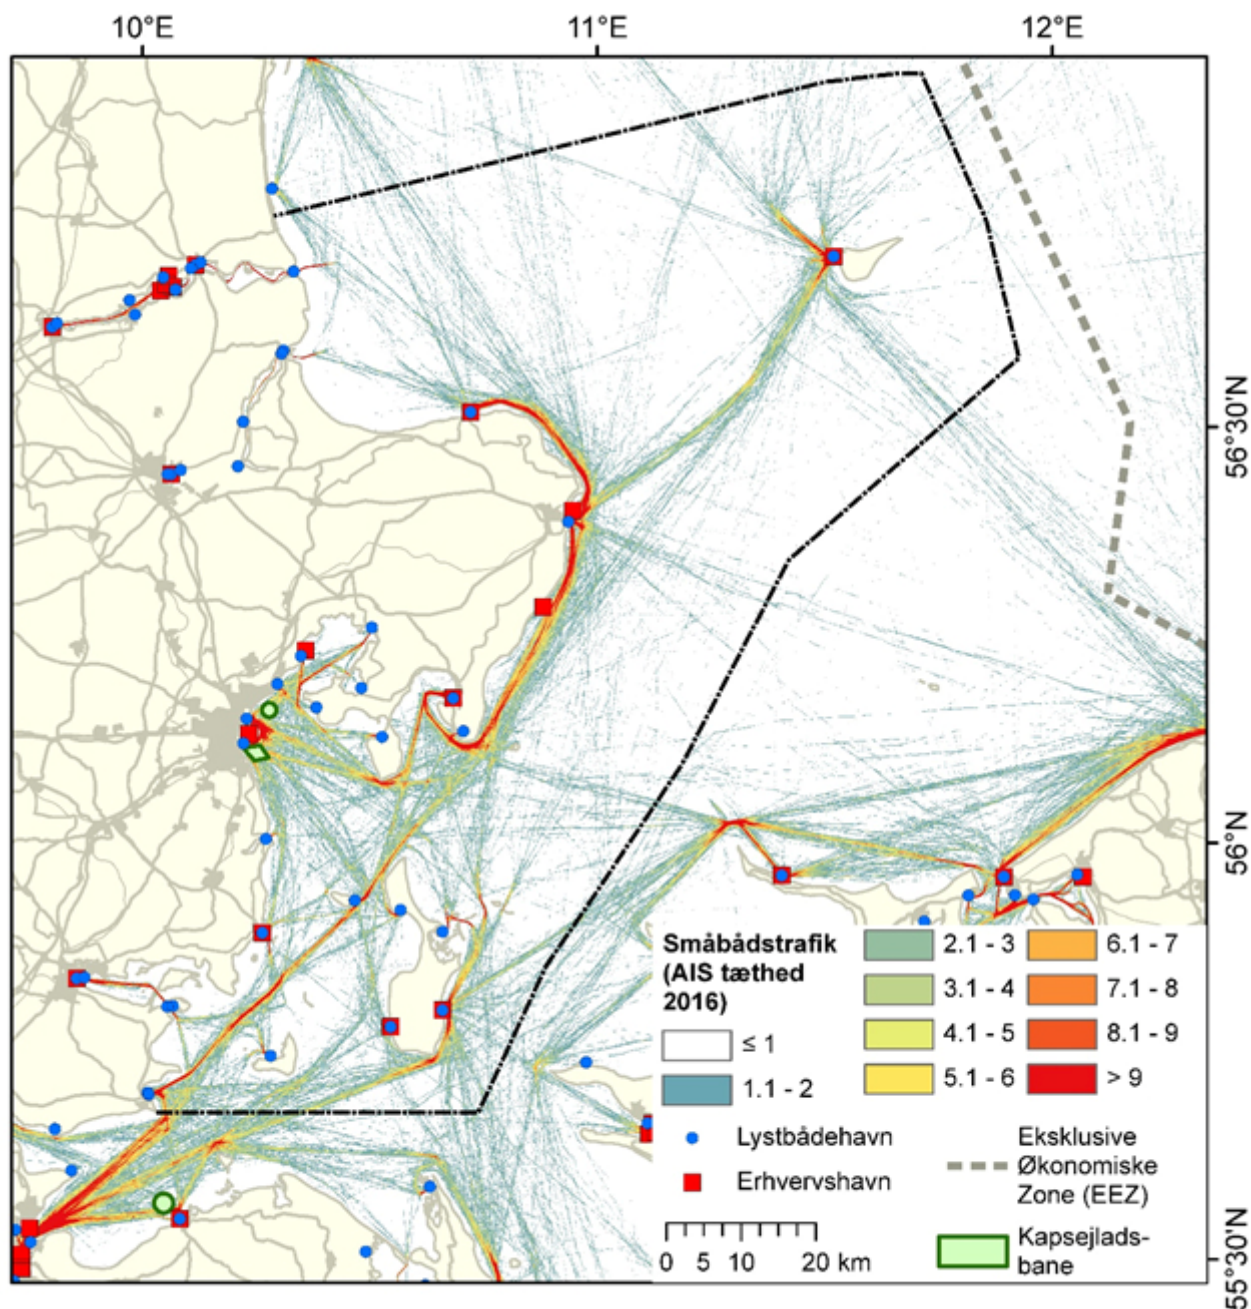 10°E
11°E
12°E
56°30'N
56°N
55°30'N
Småbådstrafik
(AIS tæthed
2016)
≤ 1
1.1 - 2
2.1 - 3
3.1 - 4
4.1 - 5
5.1 - 6
6.1 - 7
7.1 - 8
8.1 - 9
> 9
Lystbådehavn
Erhvervshavn
0 5 10 20 km
Eksklusive
Økonomiske
Zone (EEZ)
Kapsejlads-
bane